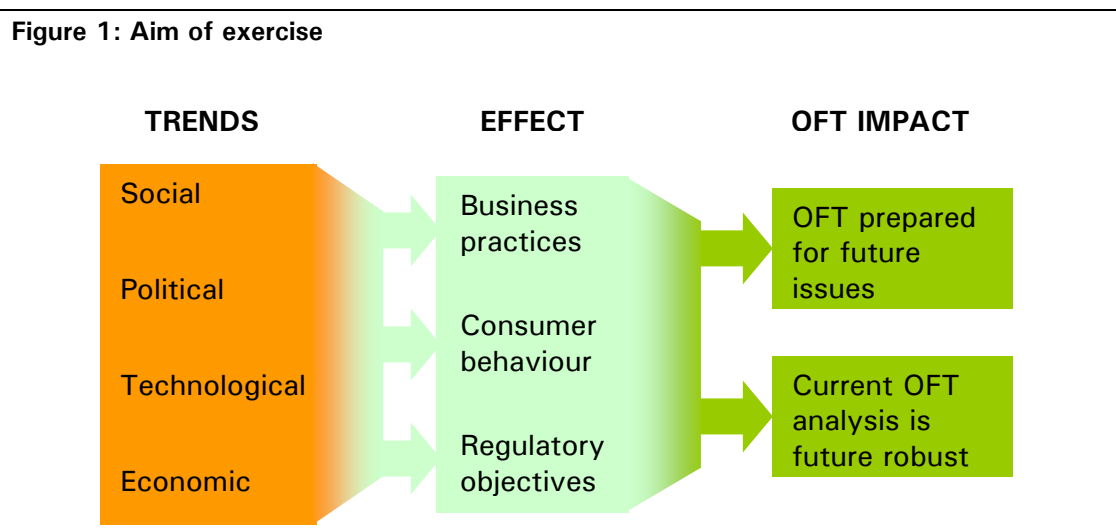 Figure 1: Aim of exercise
TRENDS
EFFECT
OFT IMPACT
Social
Political
Technological
Economic
Business
practices
Consumer
behaviour
Regulatory
objectives
OFT prepared
for future
issues
Current OFT
analysis is
future robust